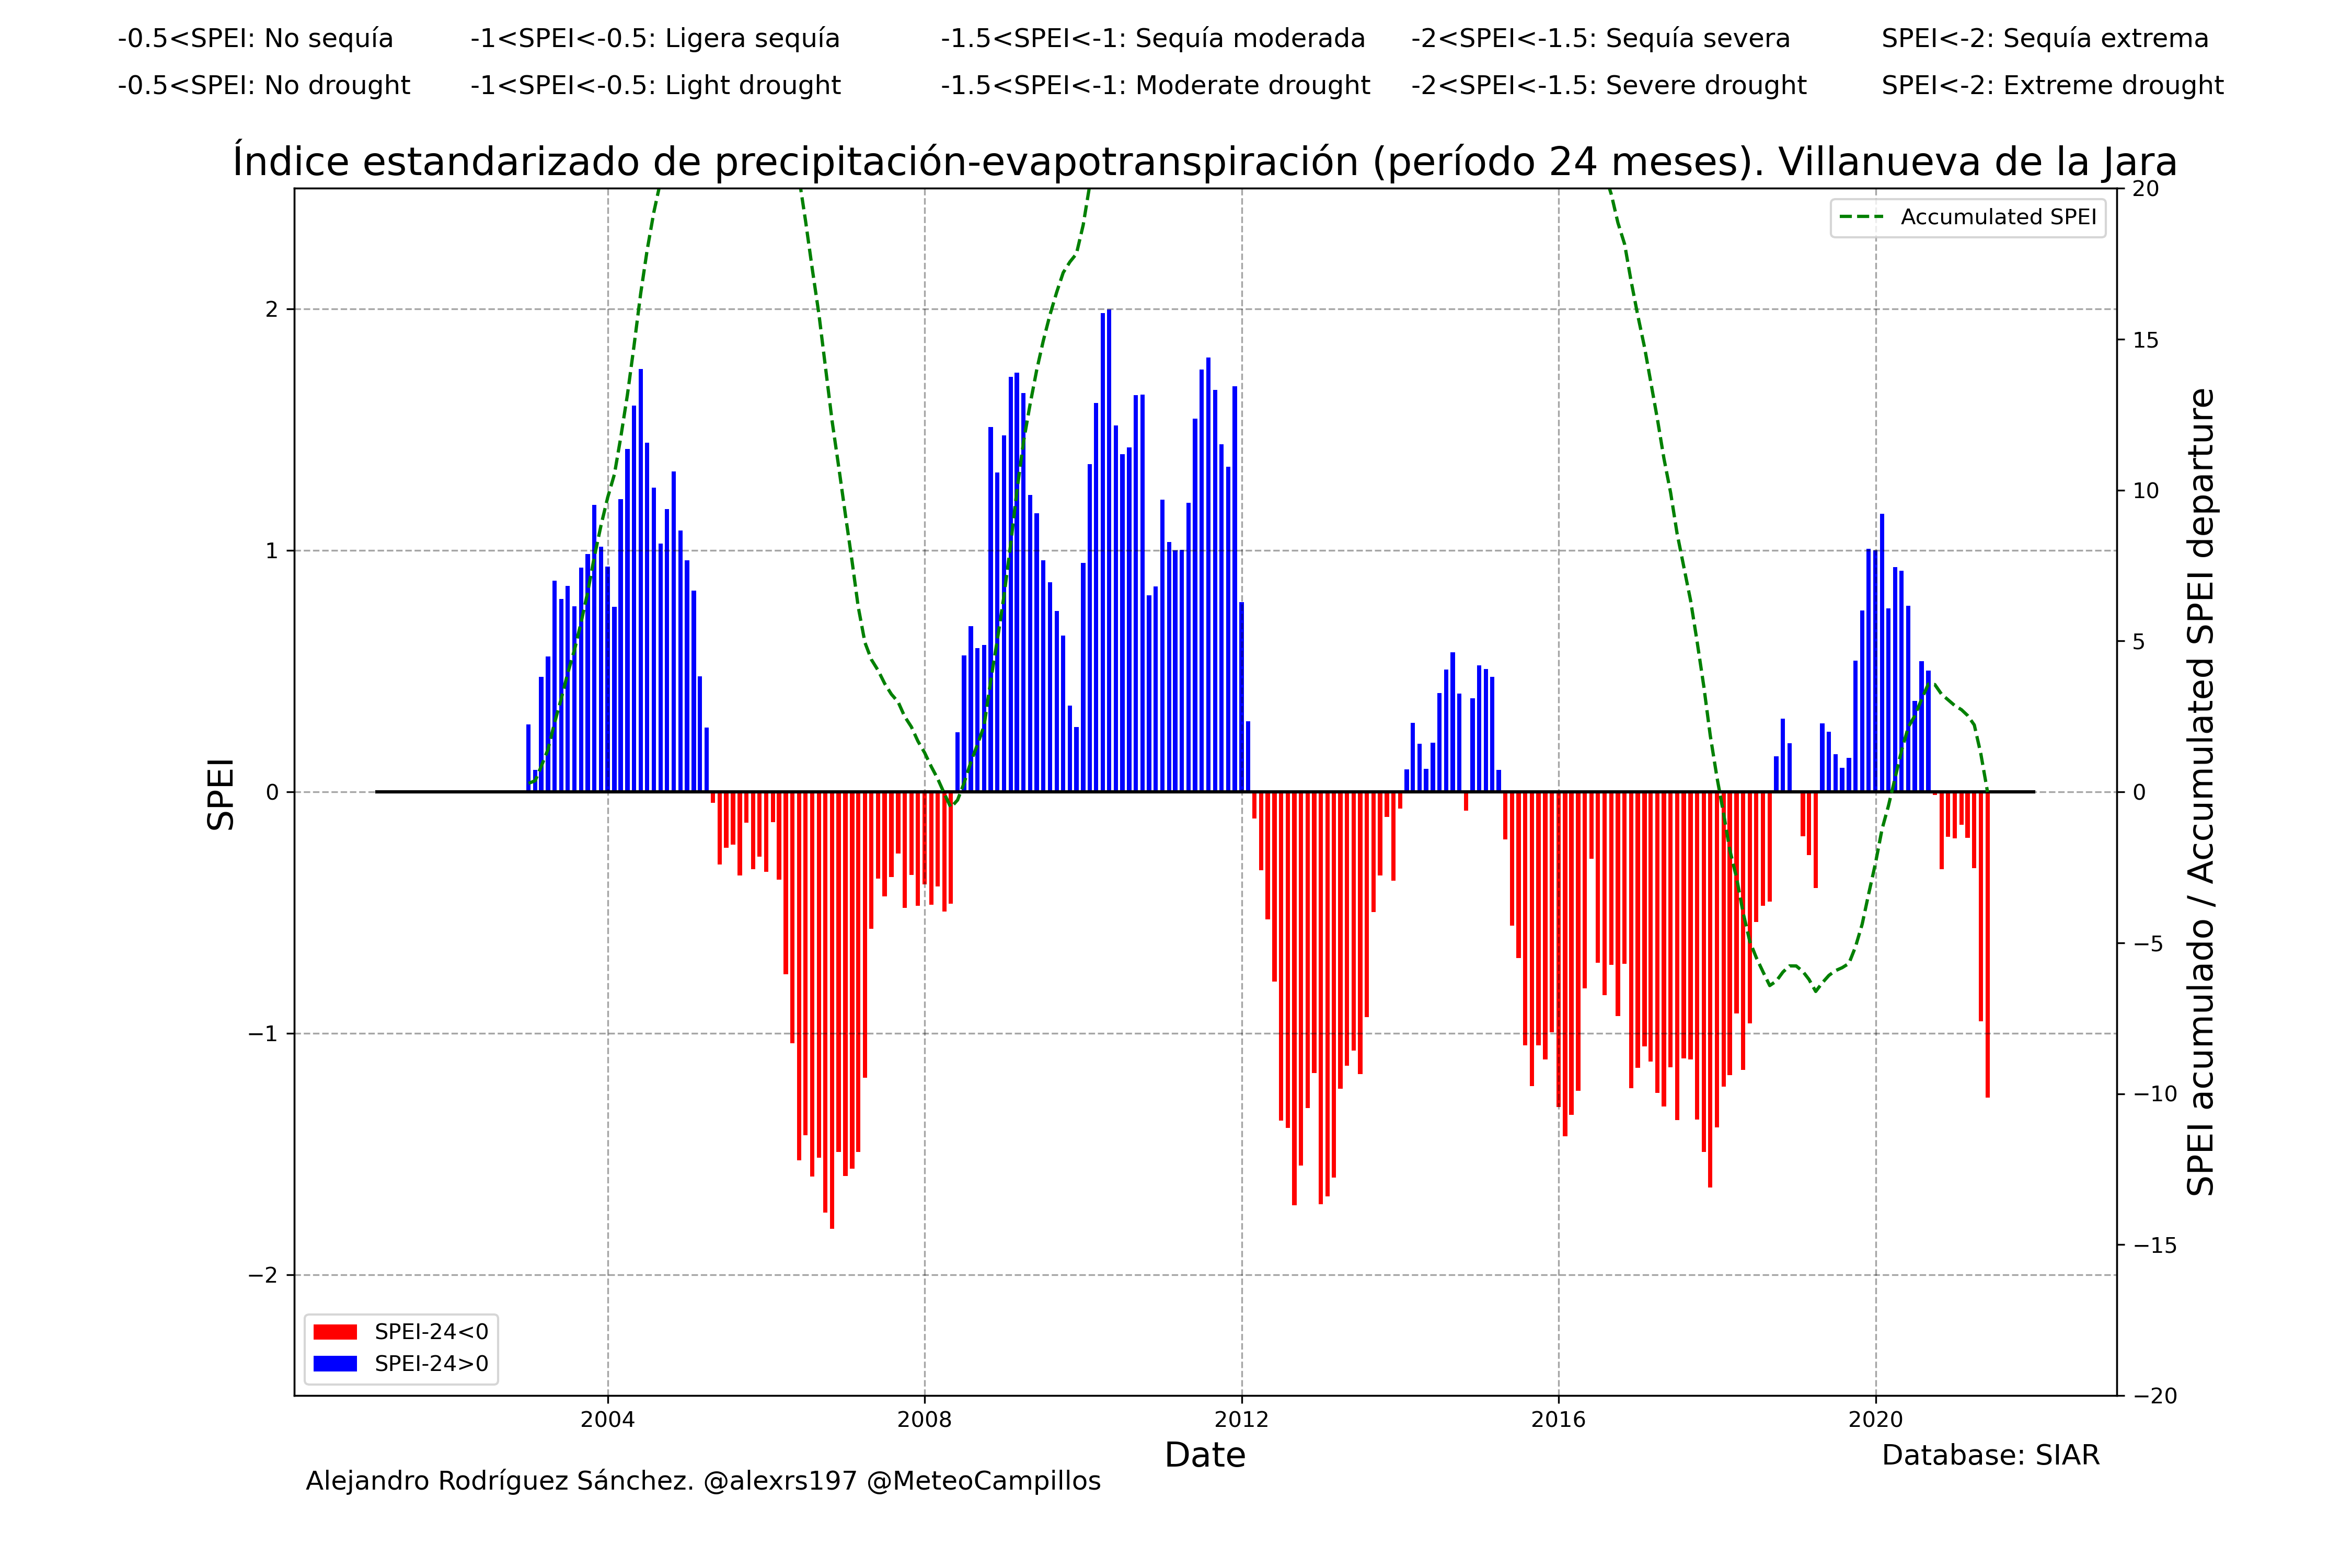 -0.5<SPEI: No sequía -1<SPEI<-0.5: Ligera sequía -1.5<SPEI<-1: Sequía moderada -2<SPEI<-1.5: Sequía severa SPEI<-2: Sequía extrema
-0.5<SPEI: No drought -1<SPEI<-0.5: Light drought -1.5<SPEI<-1: Moderate drought -2<SPEI<-1.5: Severe drought SPEI<-2: Extreme drought
Índice estandarizado de precipitación-evapotranspiración (período 24 meses). Villanueva de la Jara
Accumulated SPEI
SPEI
2
1
0
−1
−2
20
15
10
5
0
−5
−10
−15
−20
SPEI acumulado / Accumulated SPEI departure
SPEI-24<0
SPEI-24>0
2004 2008 2012 2016 2020
Date
Database: SIAR
Alejandro Rodríguez Sánchez. @alexrs197 @MeteoCampillos